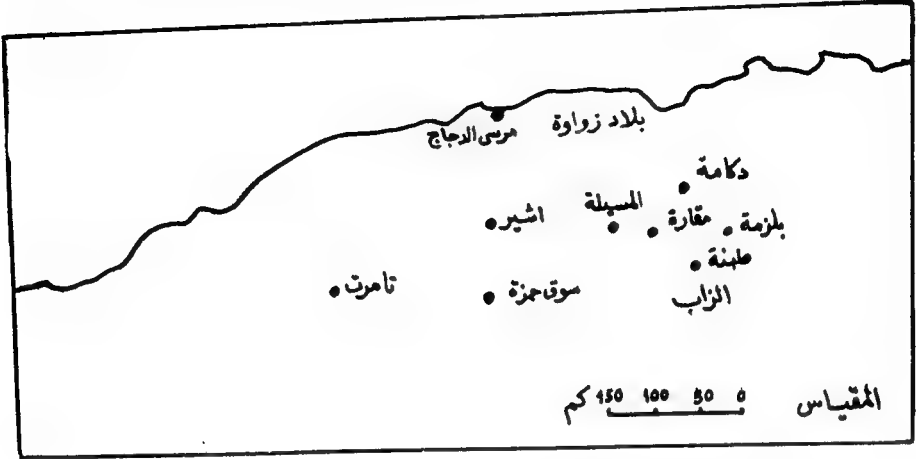 بلاد زواوة
مرسى الدجاج
دكامة
المسيلة
اشير
مقارة
بلزمة
طبنة
الزاب
تاهرت
سوق حمزة
المقياس
0 50 100 150 كم